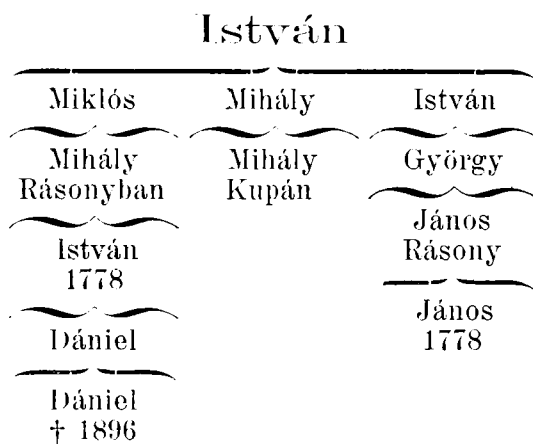 István
Miklós Mihály István
Mihály Mihály György
Rásonyban Kupán
János
Rásony
István
1778
János
1778
Dániel
Dániel
† 1896